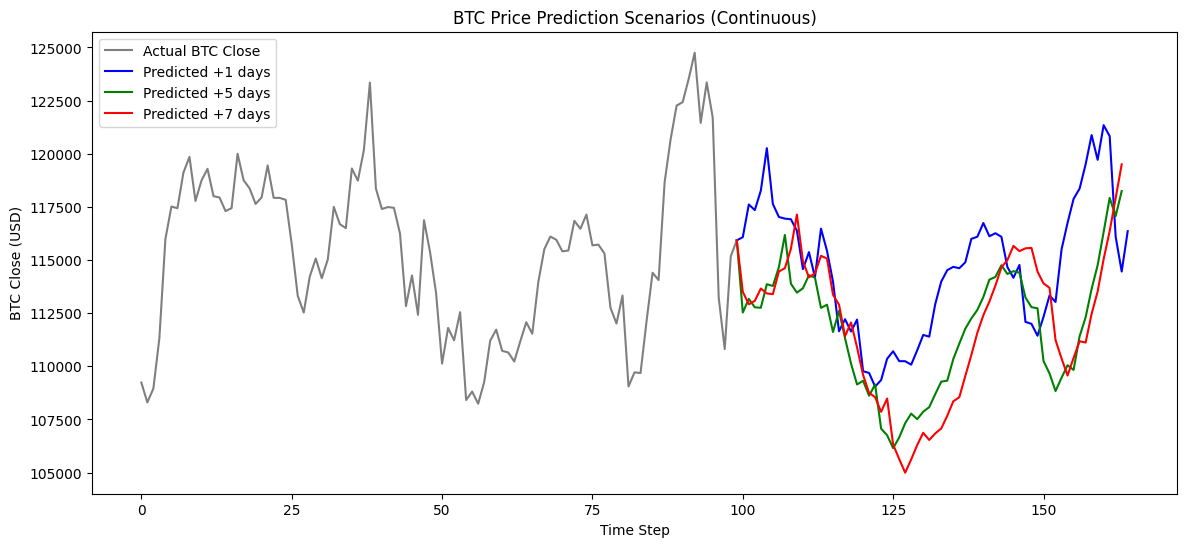 BTC Price Prediction Scenarios (Continuous)
Actual BTC Close
Predicted +1 days
Predicted +5 days
Predicted +7 days
BTC Close (USD)
125000
122500
120000
117500
115000
112500
110000
107500
105000
0 25 50 75 100 125 150
Time Step